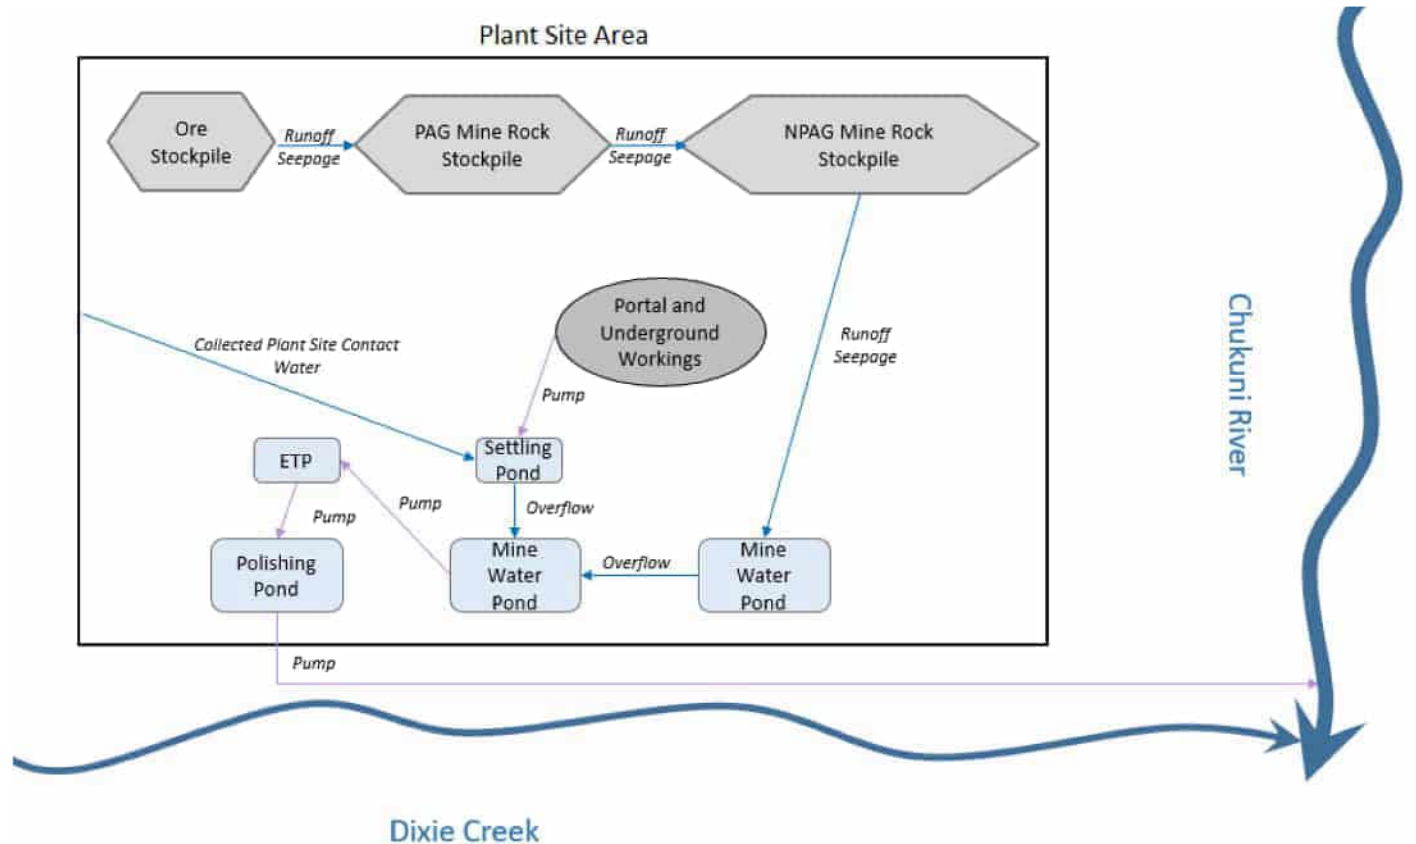 Plant Site Area
Ore
Stockpile
Runoff
Seepage
PAG Mine Rock
Stockpile
Runoff
Seepage
NPAG Mine Rock
Stockpile
Portal and
Underground
Workings
Runoff
Seepage
Collected Plant Site Contact
Water
Pump
Chukuni River
ETP
Settling
Pond
Pump
Overflow
Pump
Polishing
Pond
Mine
Water
Pond
Overflow
Mine
Water
Pond
Pump
Dixie Creek